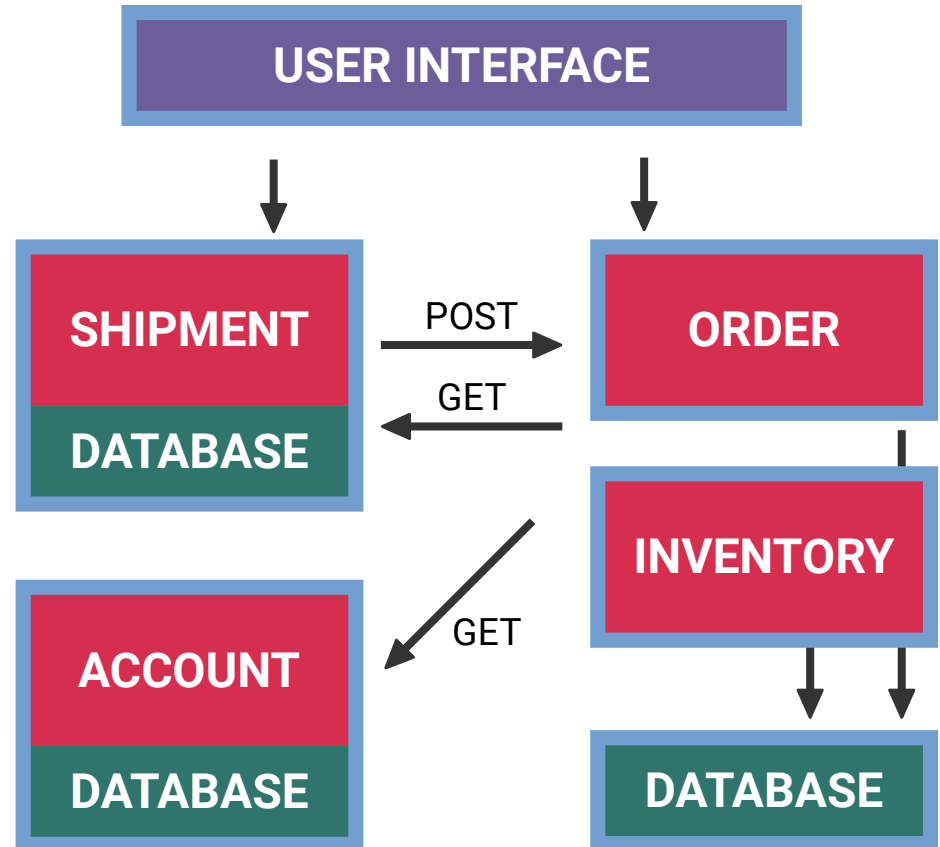 USER INTERFACE
SHIPMENT
DATABASE
POST
GET
ORDER
INVENTORY
GET
ACCOUNT
DATABASE
DATABASE